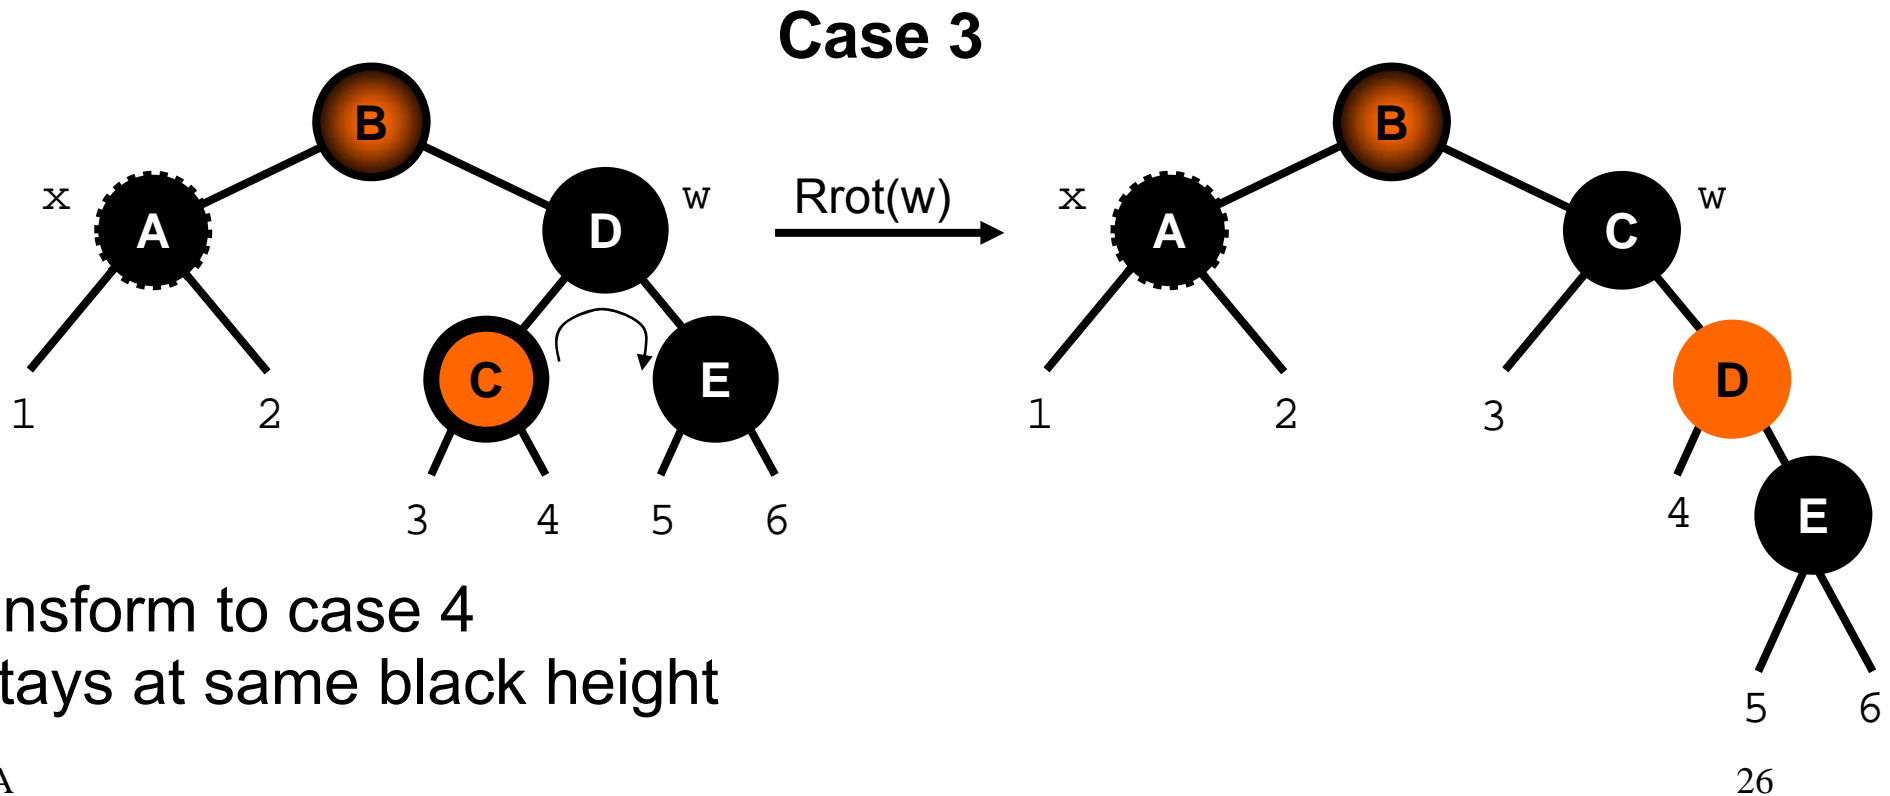 Case 3
B B
x A D w Rrot(w) x A C w
C E D
1 2 1 2 3
3 4 5 6 4 E
nsform to case 4
tays at same black height
5 6
A 26